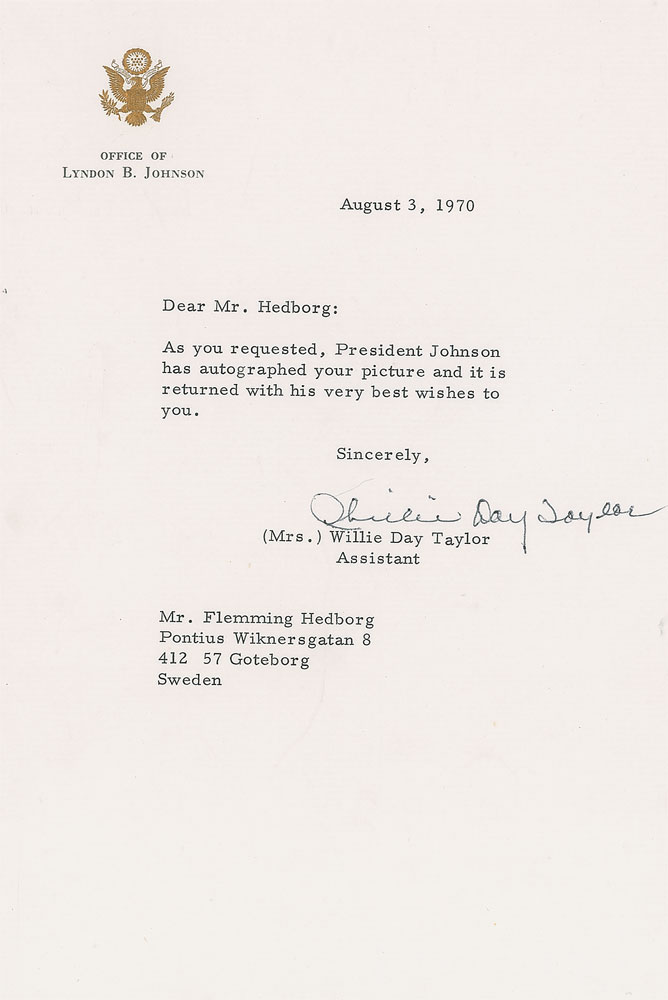 OFFICE OF
LYNDON B. JOHNSON
August 3, 1970
Dear Mr. Hedborg:
As you requested, President Johnson
has autographed your picture and it is
returned with his very best wishes to
you.
Sincerely,
Willie Day Taylor
(Mrs.) Willie Day Taylor
Assistant
Mr. Flemming Hedborg
Pontius Wiknersgatan 8
412 57 Goteborg
Sweden